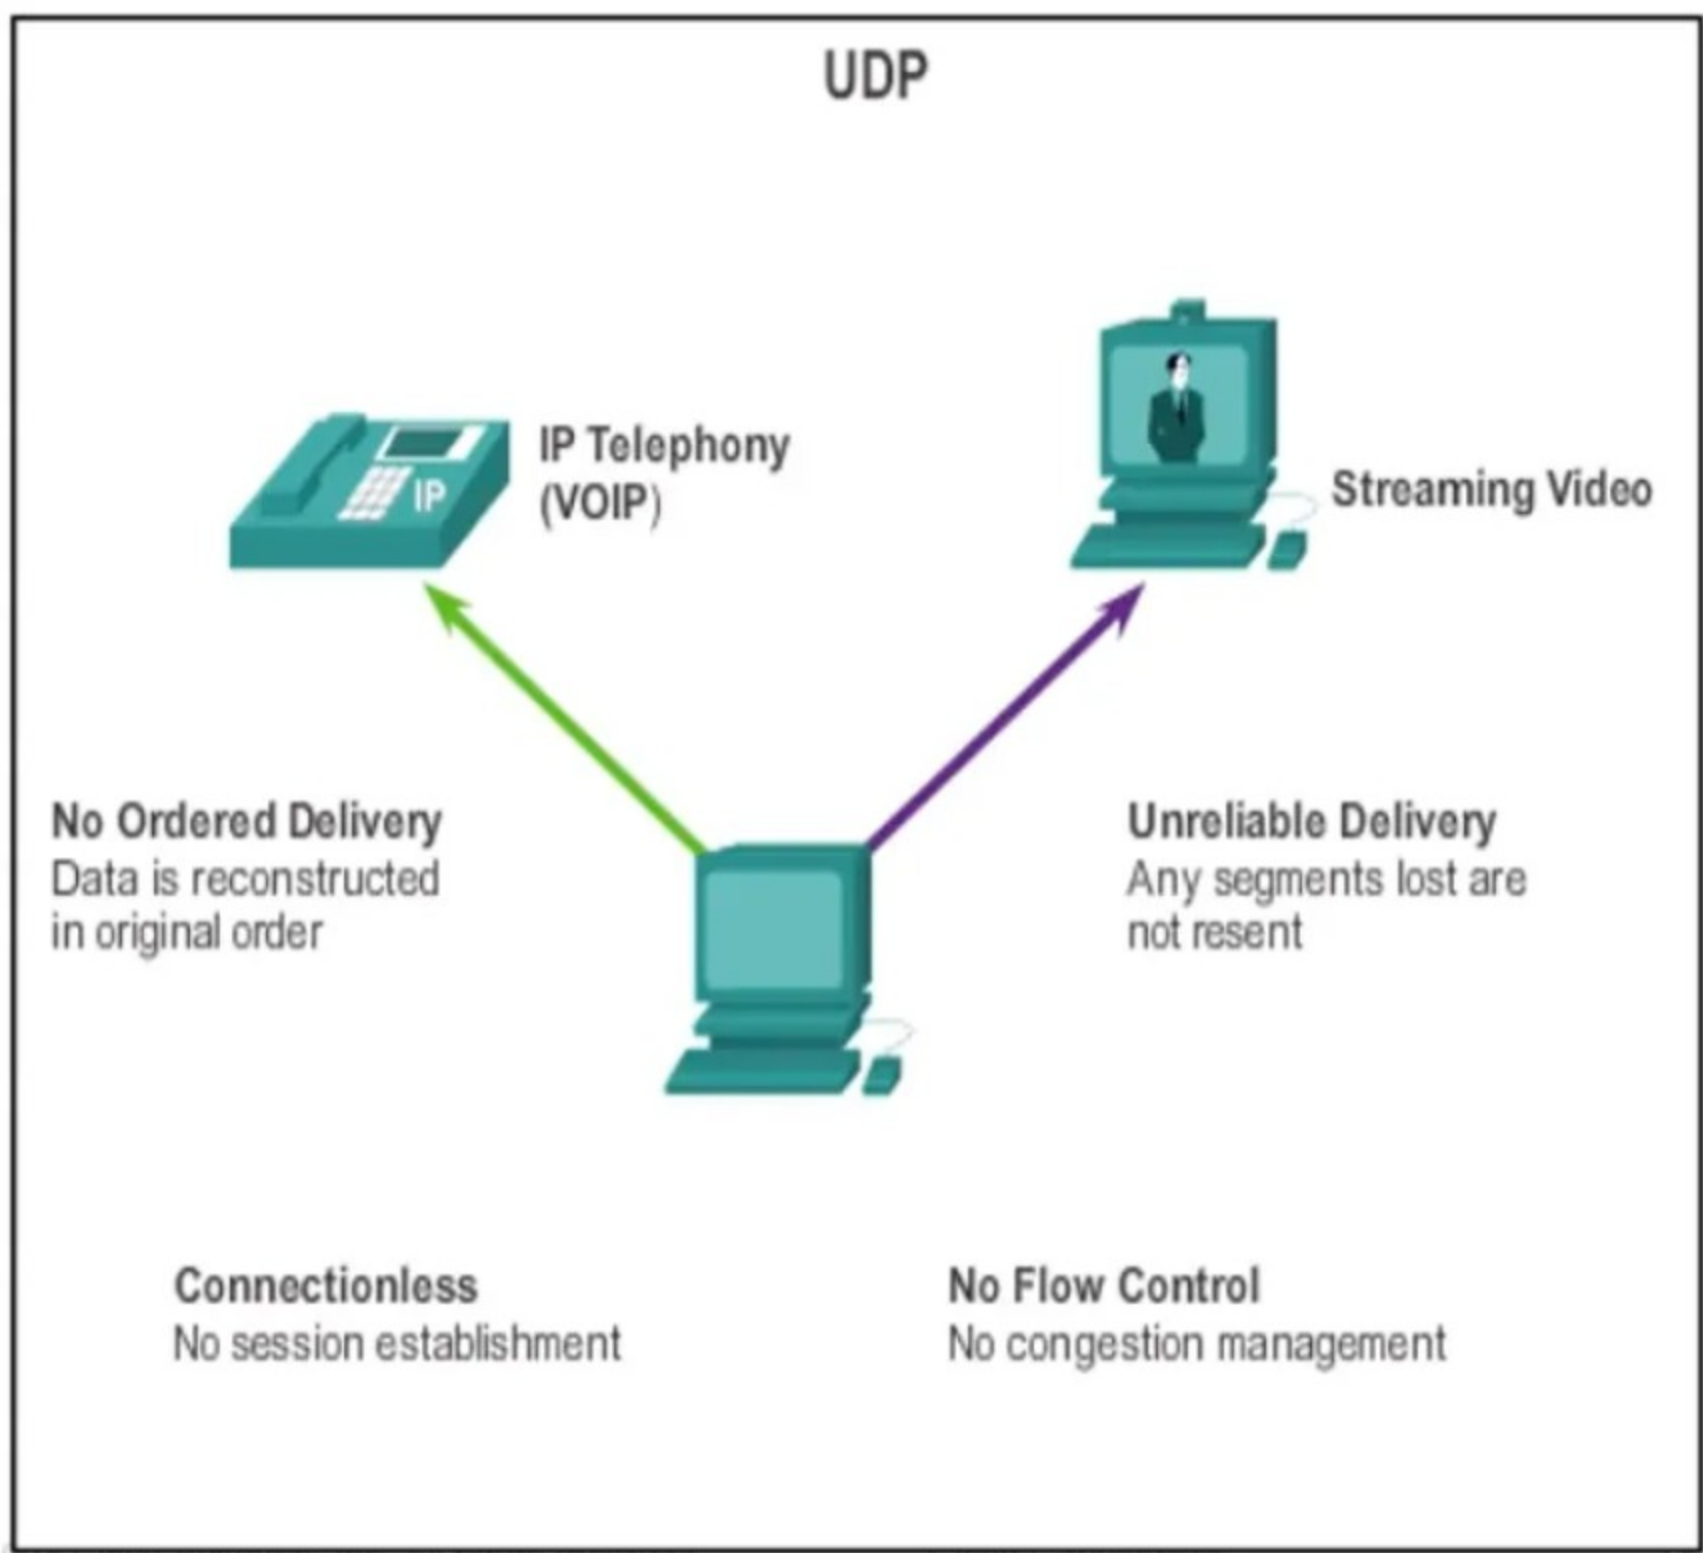 UDP
IP Telephony
(VOIP)
IP
Streaming Video
No Ordered Delivery
Data is reconstructed
in original order
Unreliable Delivery
Any segments lost are
not resent
Connectionless
No session establishment
No Flow Control
No congestion management